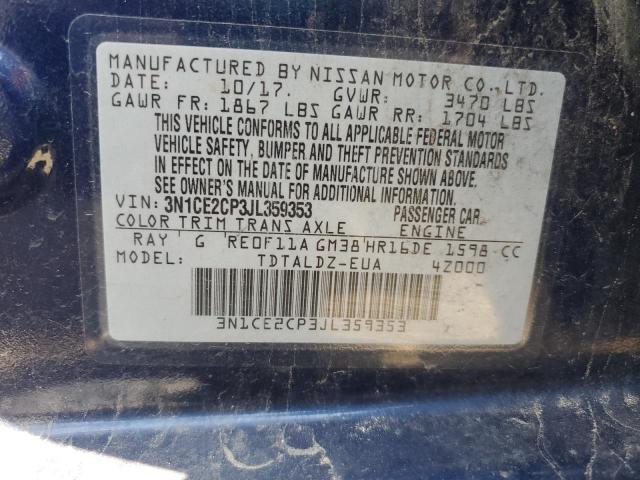 MANUFACTURED BY NISSAN MOTOR CO., LTD.
DATE: 10/17. GVWR: 3470 LBS
GAWR FR: 1867 LBS GAWR RR: 1704 LBS
THIS VEHICLE CONFORMS TO ALL APPLICABLE FEDERAL MOTOR
VEHICLE SAFETY, BUMPER AND THEFT PREVENTION STANDARDS
IN EFFECT ON THE DATE OF MANUFACTURE SHOWN ABOVE.
SEE OWNER'S MANUAL FOR ADDITIONAL INFORMATION.
VIN: 3N1CE2CP3JL359353 PASSENGER CAR
COLOR TRIM TRANS AXLE ENGINE
RAY G RE0F11A GM38 HR16DE 1598 CC
MODEL: TDTALDZ-EUA 4Z000
3N1CE2CP3JL359353